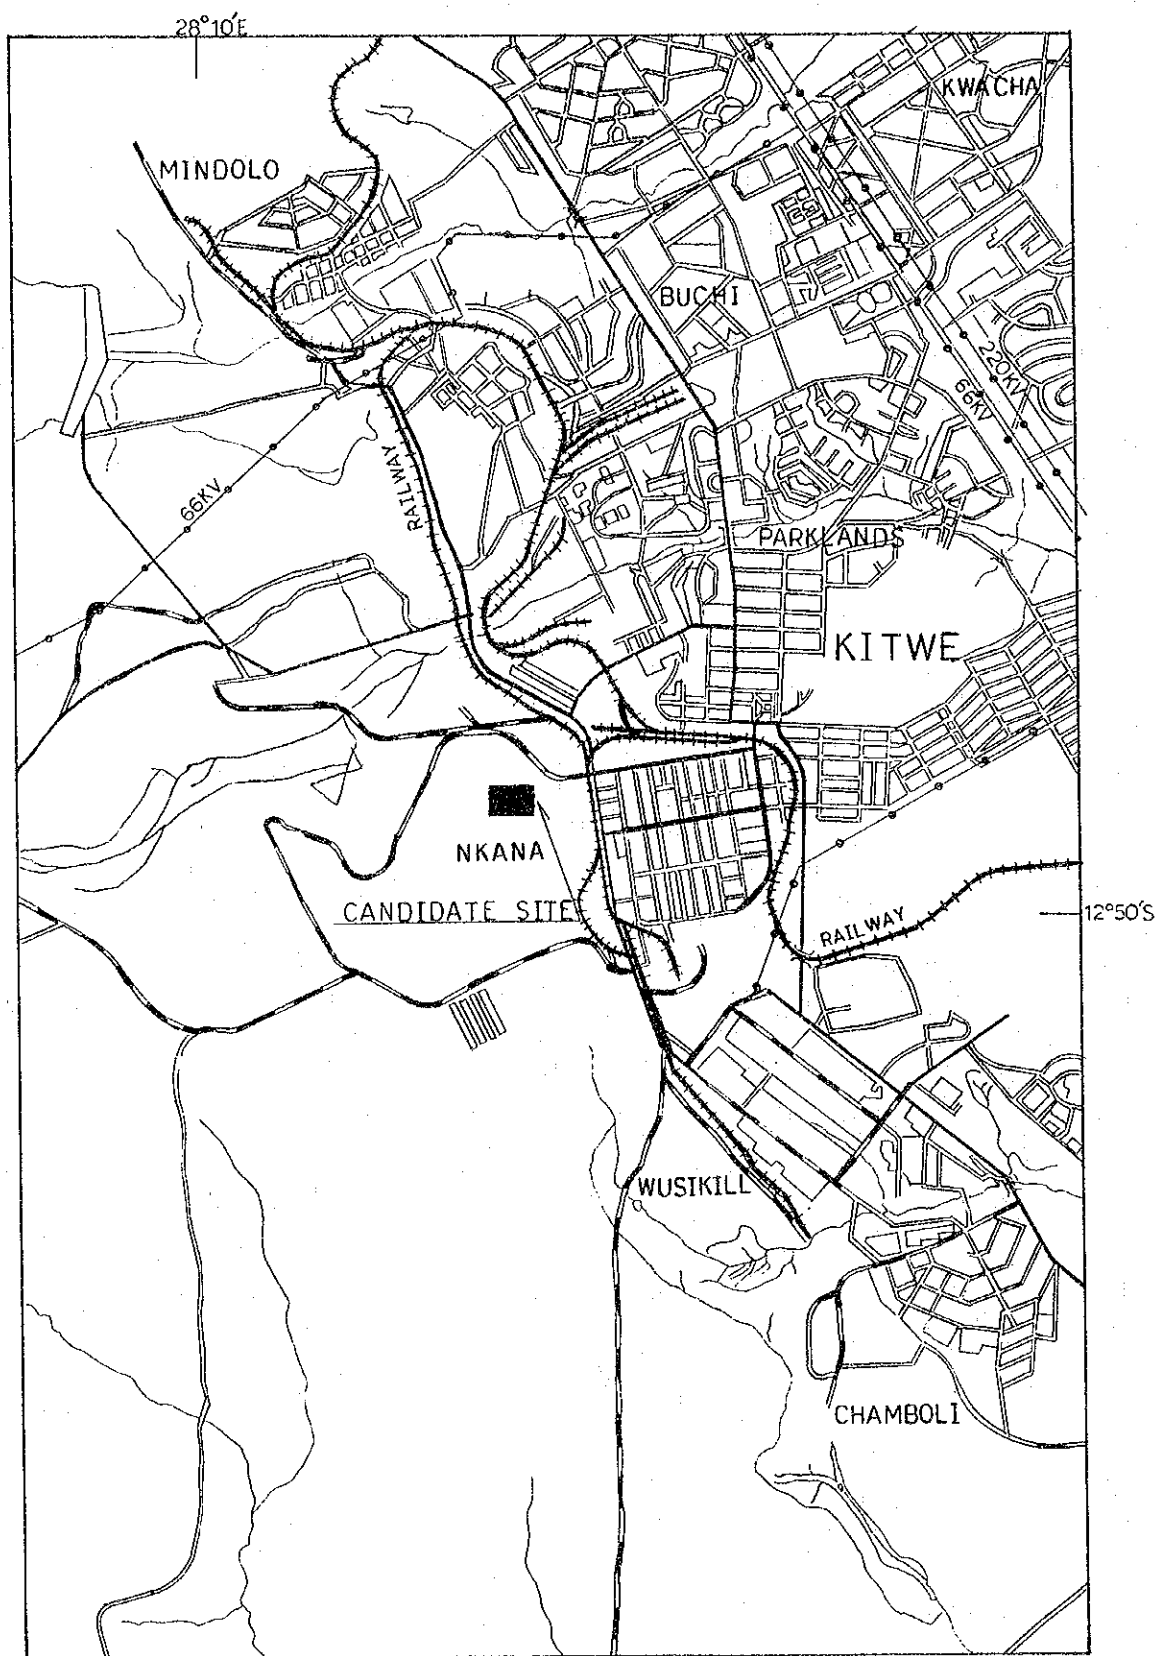 28°10'E
KWACHA
MINDOLO
BUCHI
220KV
66KV
RAILWAY
66KV
PARKLANDS
KITWE
NKANA
CANDIDATE SITE
12°50'S
RAILWAY
WUSIKILL
CHAMBOLI